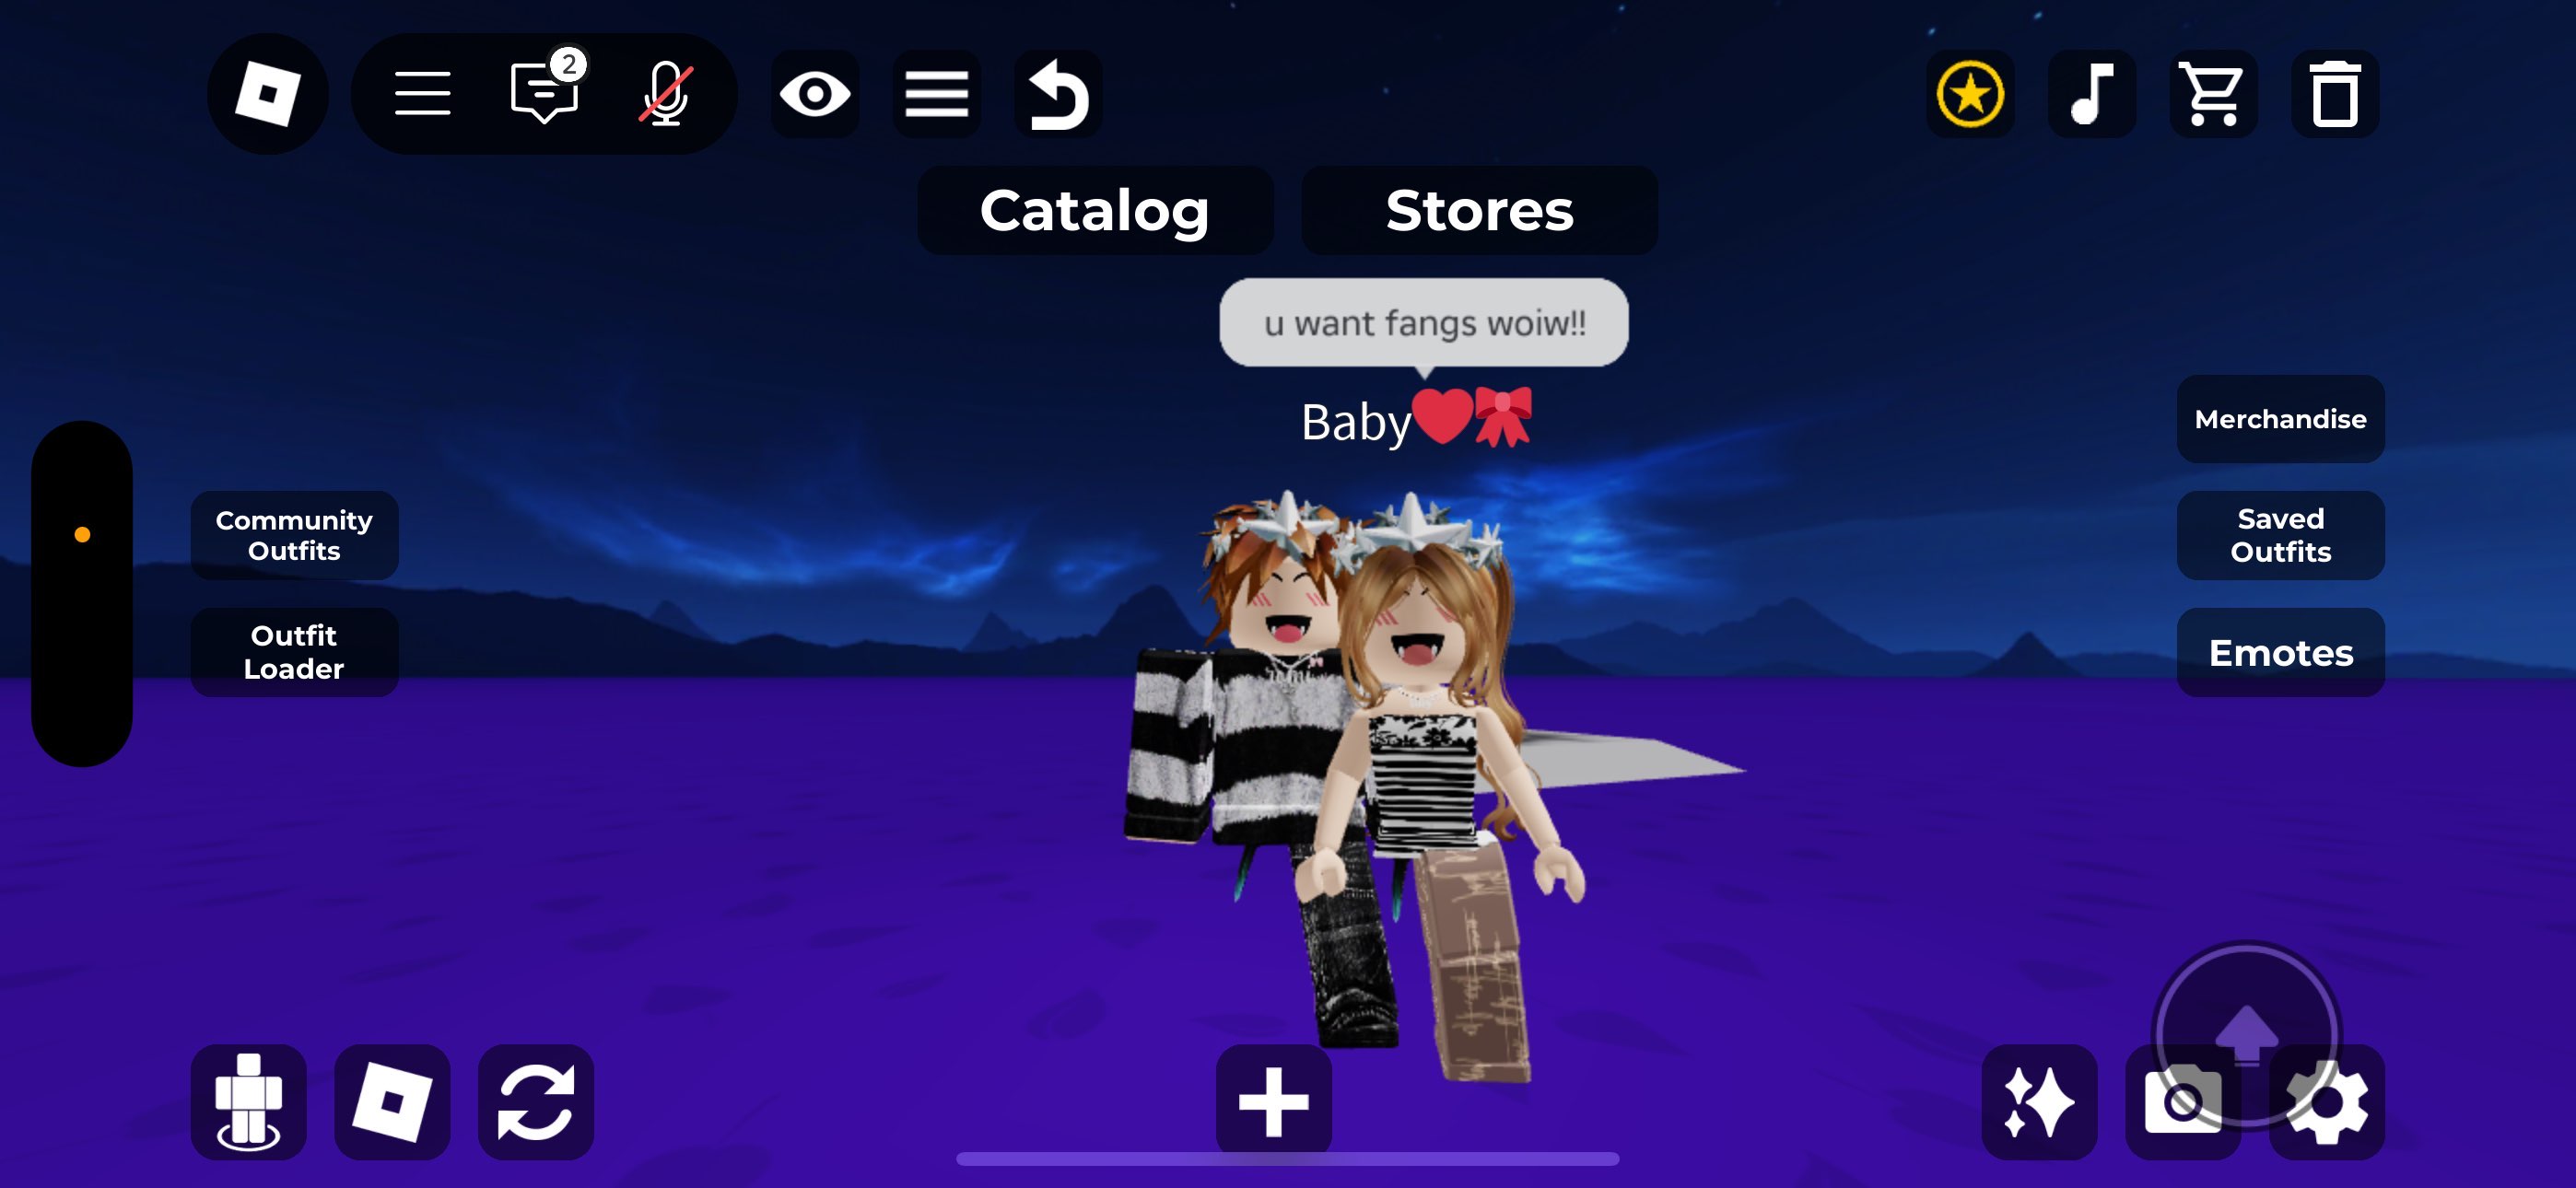 2
Catalog
Stores
u want fangs woiw!!
Baby❤️🎀
Merchandise
Community
Outfits
Saved
Outfits
Outfit
Loader
Emotes